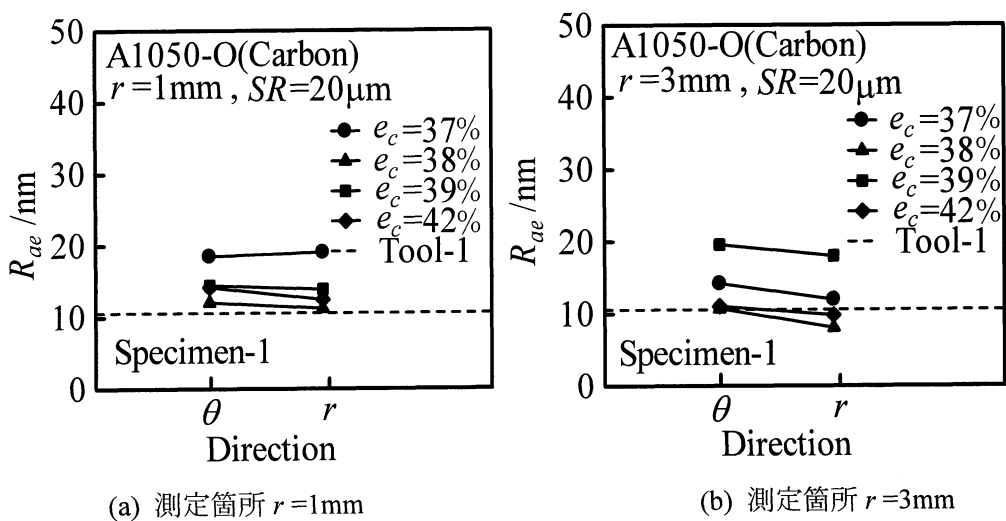 50
40
30
20
10
0
R_ae /nm
A1050-O(Carbon)
r =1mm , SR=20μm
e_c=37%
e_c=38%
e_c=39%
e_c=42%
Tool-1
Specimen-1
θ r
Direction
(a) 測定箇所 r =1mm
50
40
30
20
10
0
R_ae /nm
A1050-O(Carbon)
r =3mm , SR=20μm
e_c=37%
e_c=38%
e_c=39%
e_c=42%
Tool-1
Specimen-1
θ r
Direction
(b) 測定箇所 r =3mm